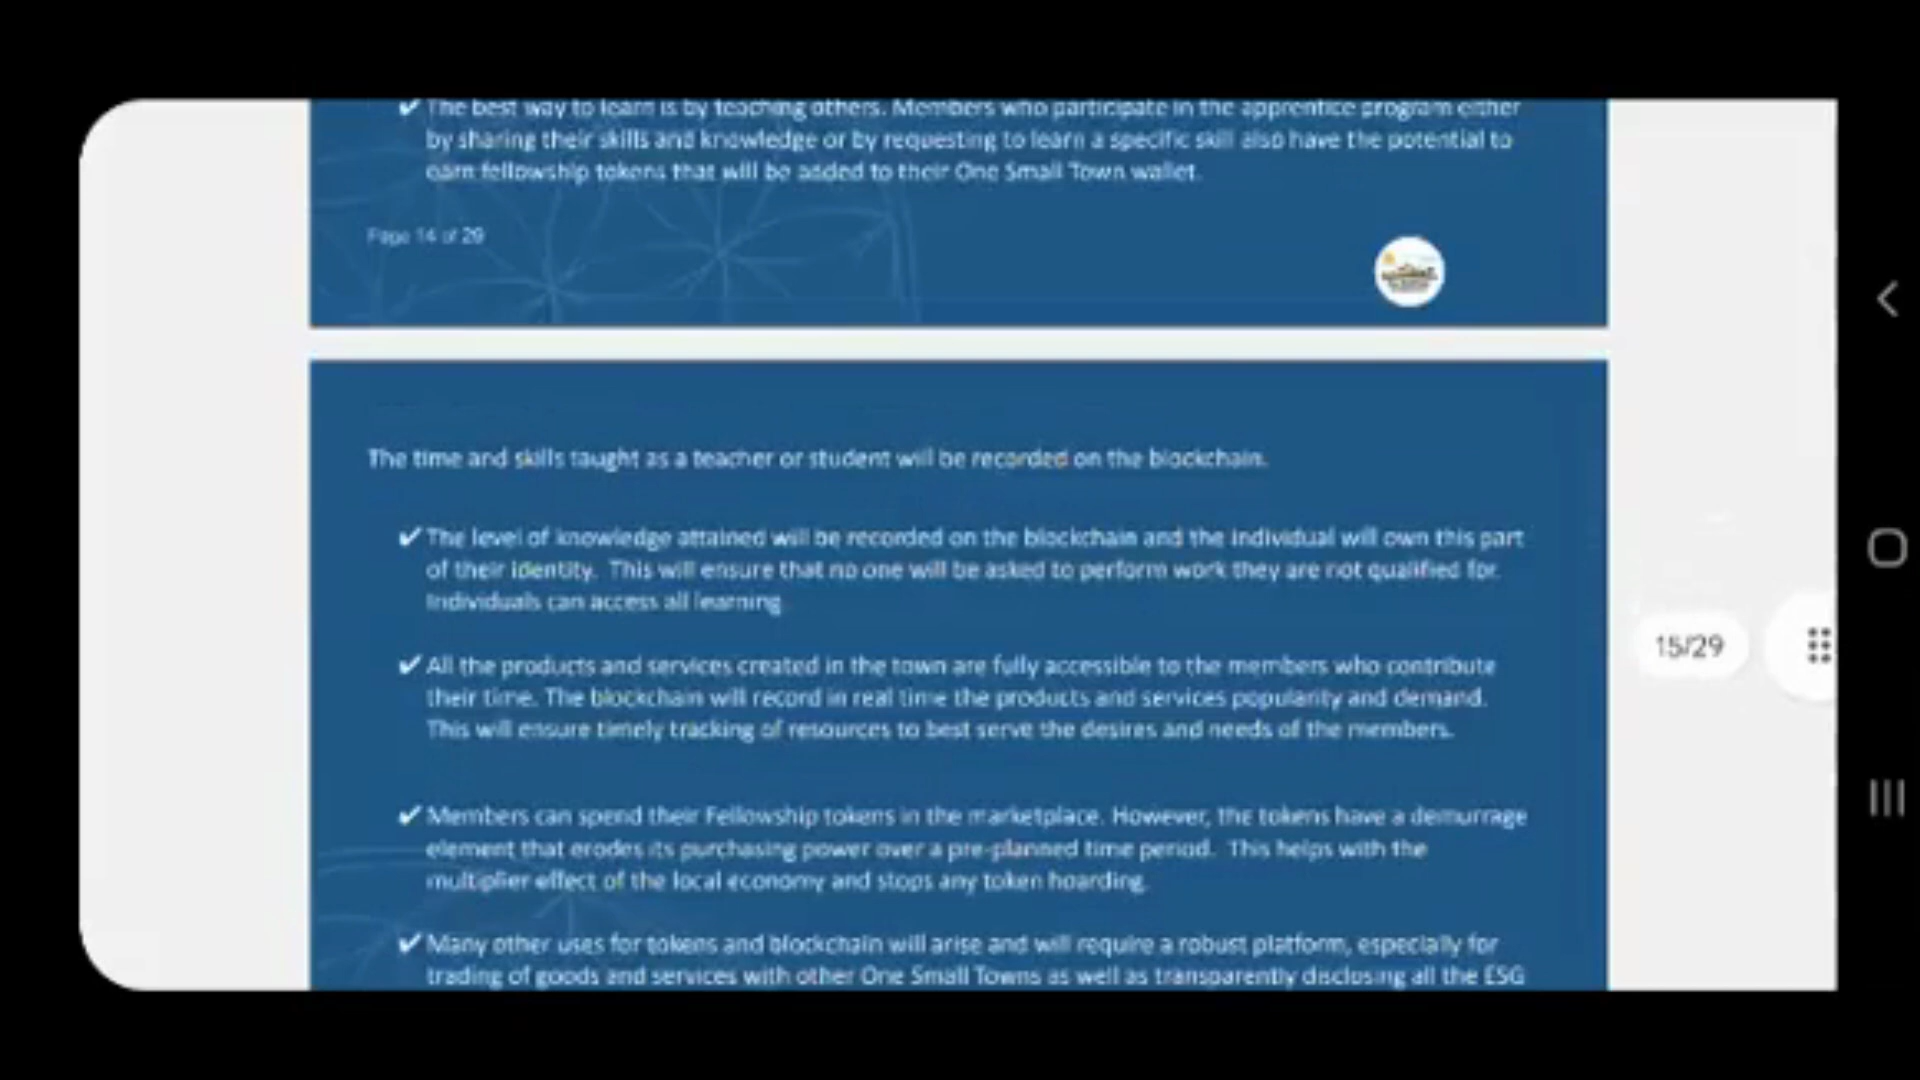 ✔The best way to learn is by teaching others. Members who participate in the apprentice program either
by sharing their skills and knowledge or by requesting to learn a specific skill also have the potential to
earn fellowship tokens that will be added to their One Small Town wallet.
Page 14 of 29
The time and skills taught as a teacher or student will be recorded on the blockchain.
✔The level of knowledge attained will be recorded on the blockchain and the individual will own this part
of their identity. This will ensure that no one will be asked to perform work they are not qualified for.
Individuals can access all learning.
✔All the products and services created in the town are fully accessible to the members who contribute
their time. The blockchain will record in real time the products and services popularity and demand.
15/29
This will ensure timely tracking of resources to best serve the desires and needs of the members.
✔Members can spend their Fellowship tokens in the marketplace. However, the tokens have a demurrage
element that erodes its purchasing power over a pre-planned time period. This helps with the
multiplier effect of the local economy and stops any token hoarding.
✔Many other uses for tokens and blockchain will arise and will require a robust platform, especially for
trading of goods and services with other One Small Towns as well as transparently disclosing all the ESG